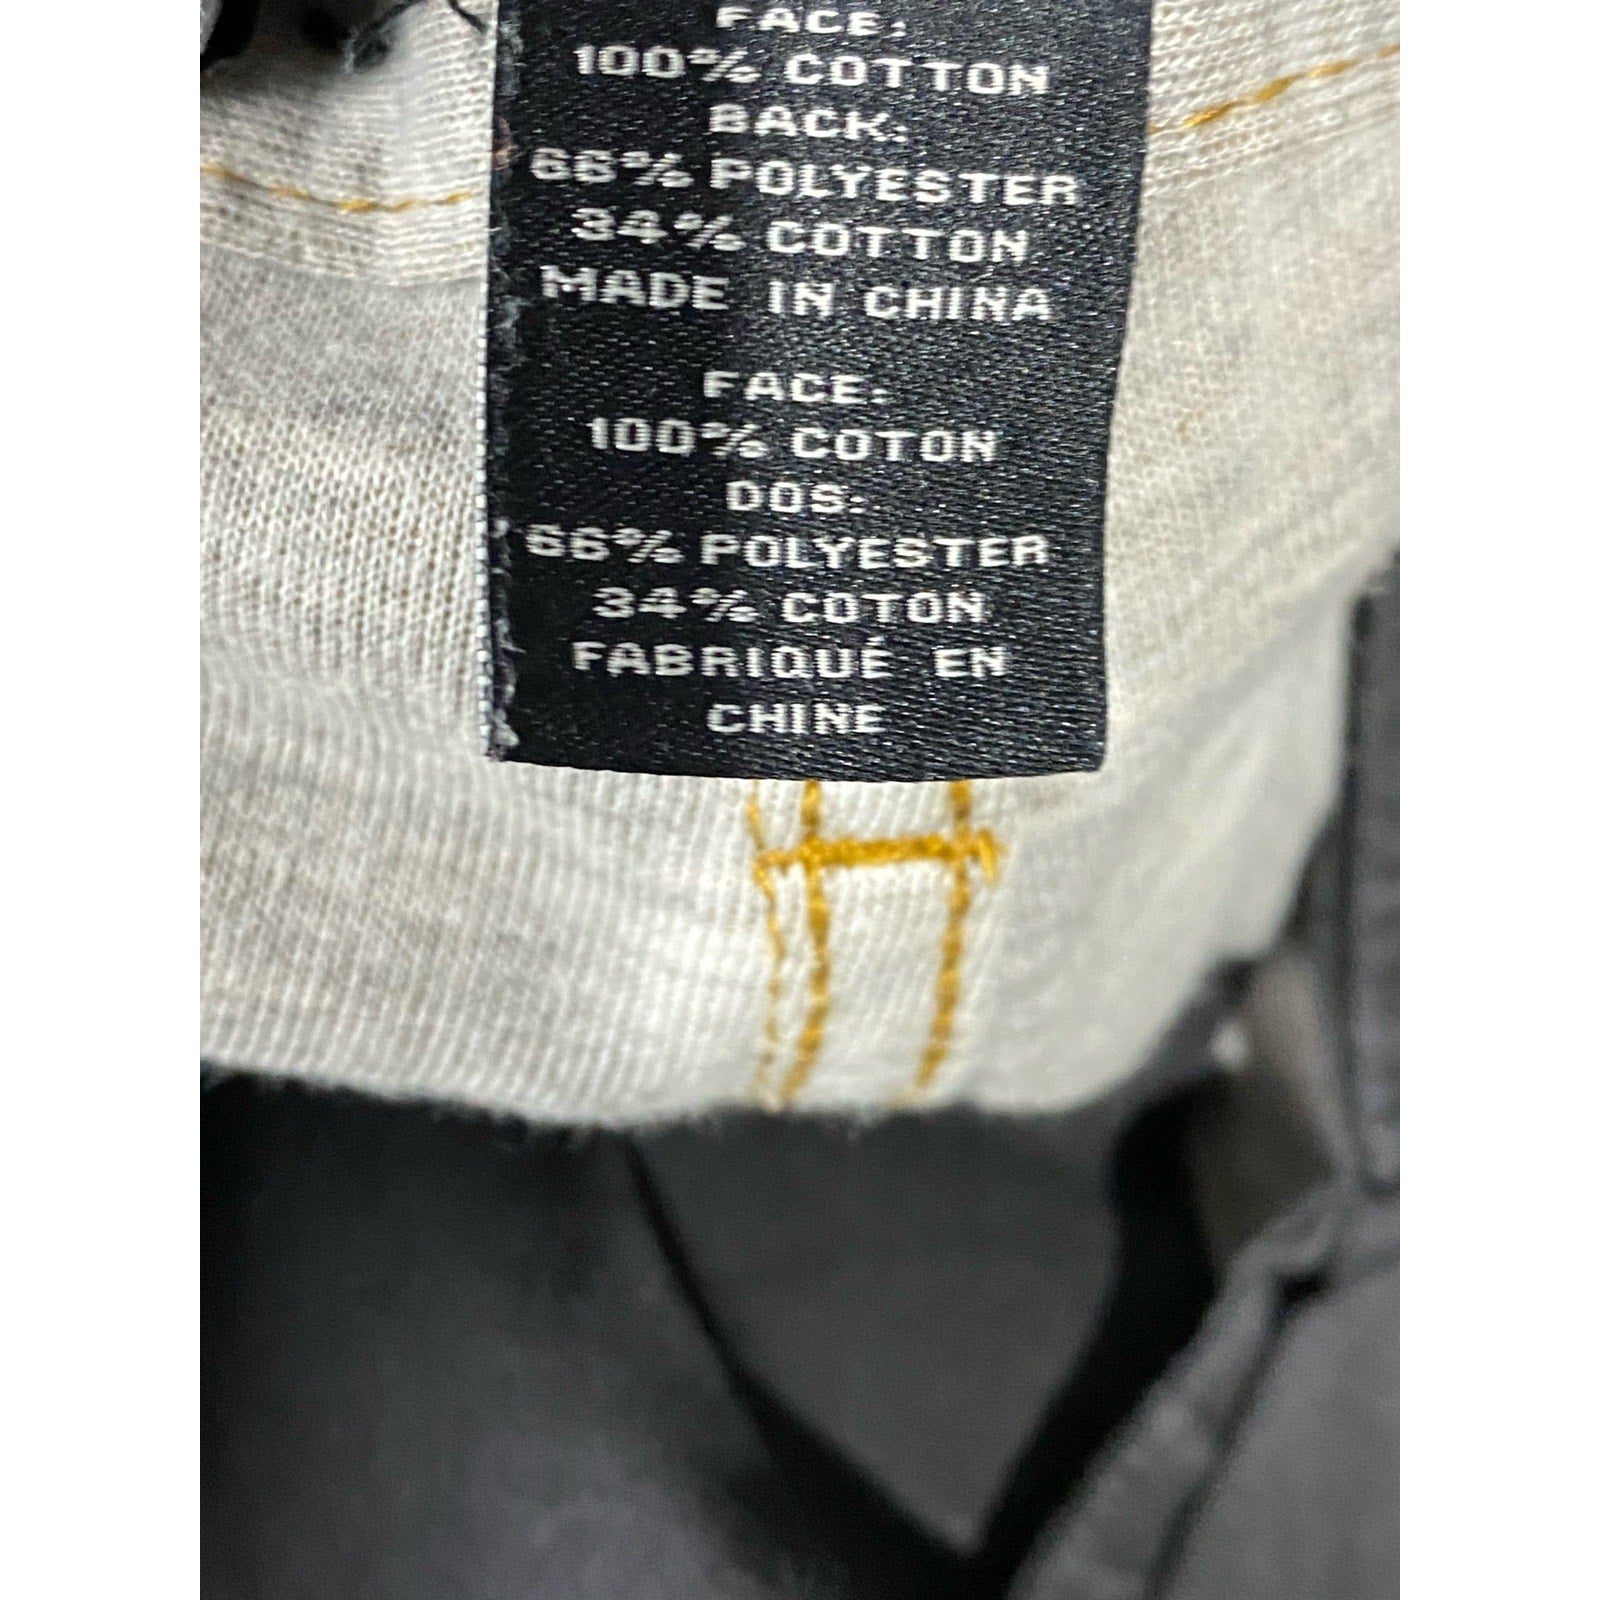 FACE:
100% COTTON
BACK:
66% POLYESTER
34% COTTON
MADE IN CHINA
FACE:
100% COTON
DOS:
66% POLYESTER
34% COTON
FABRIQUÉ EN
CHINE